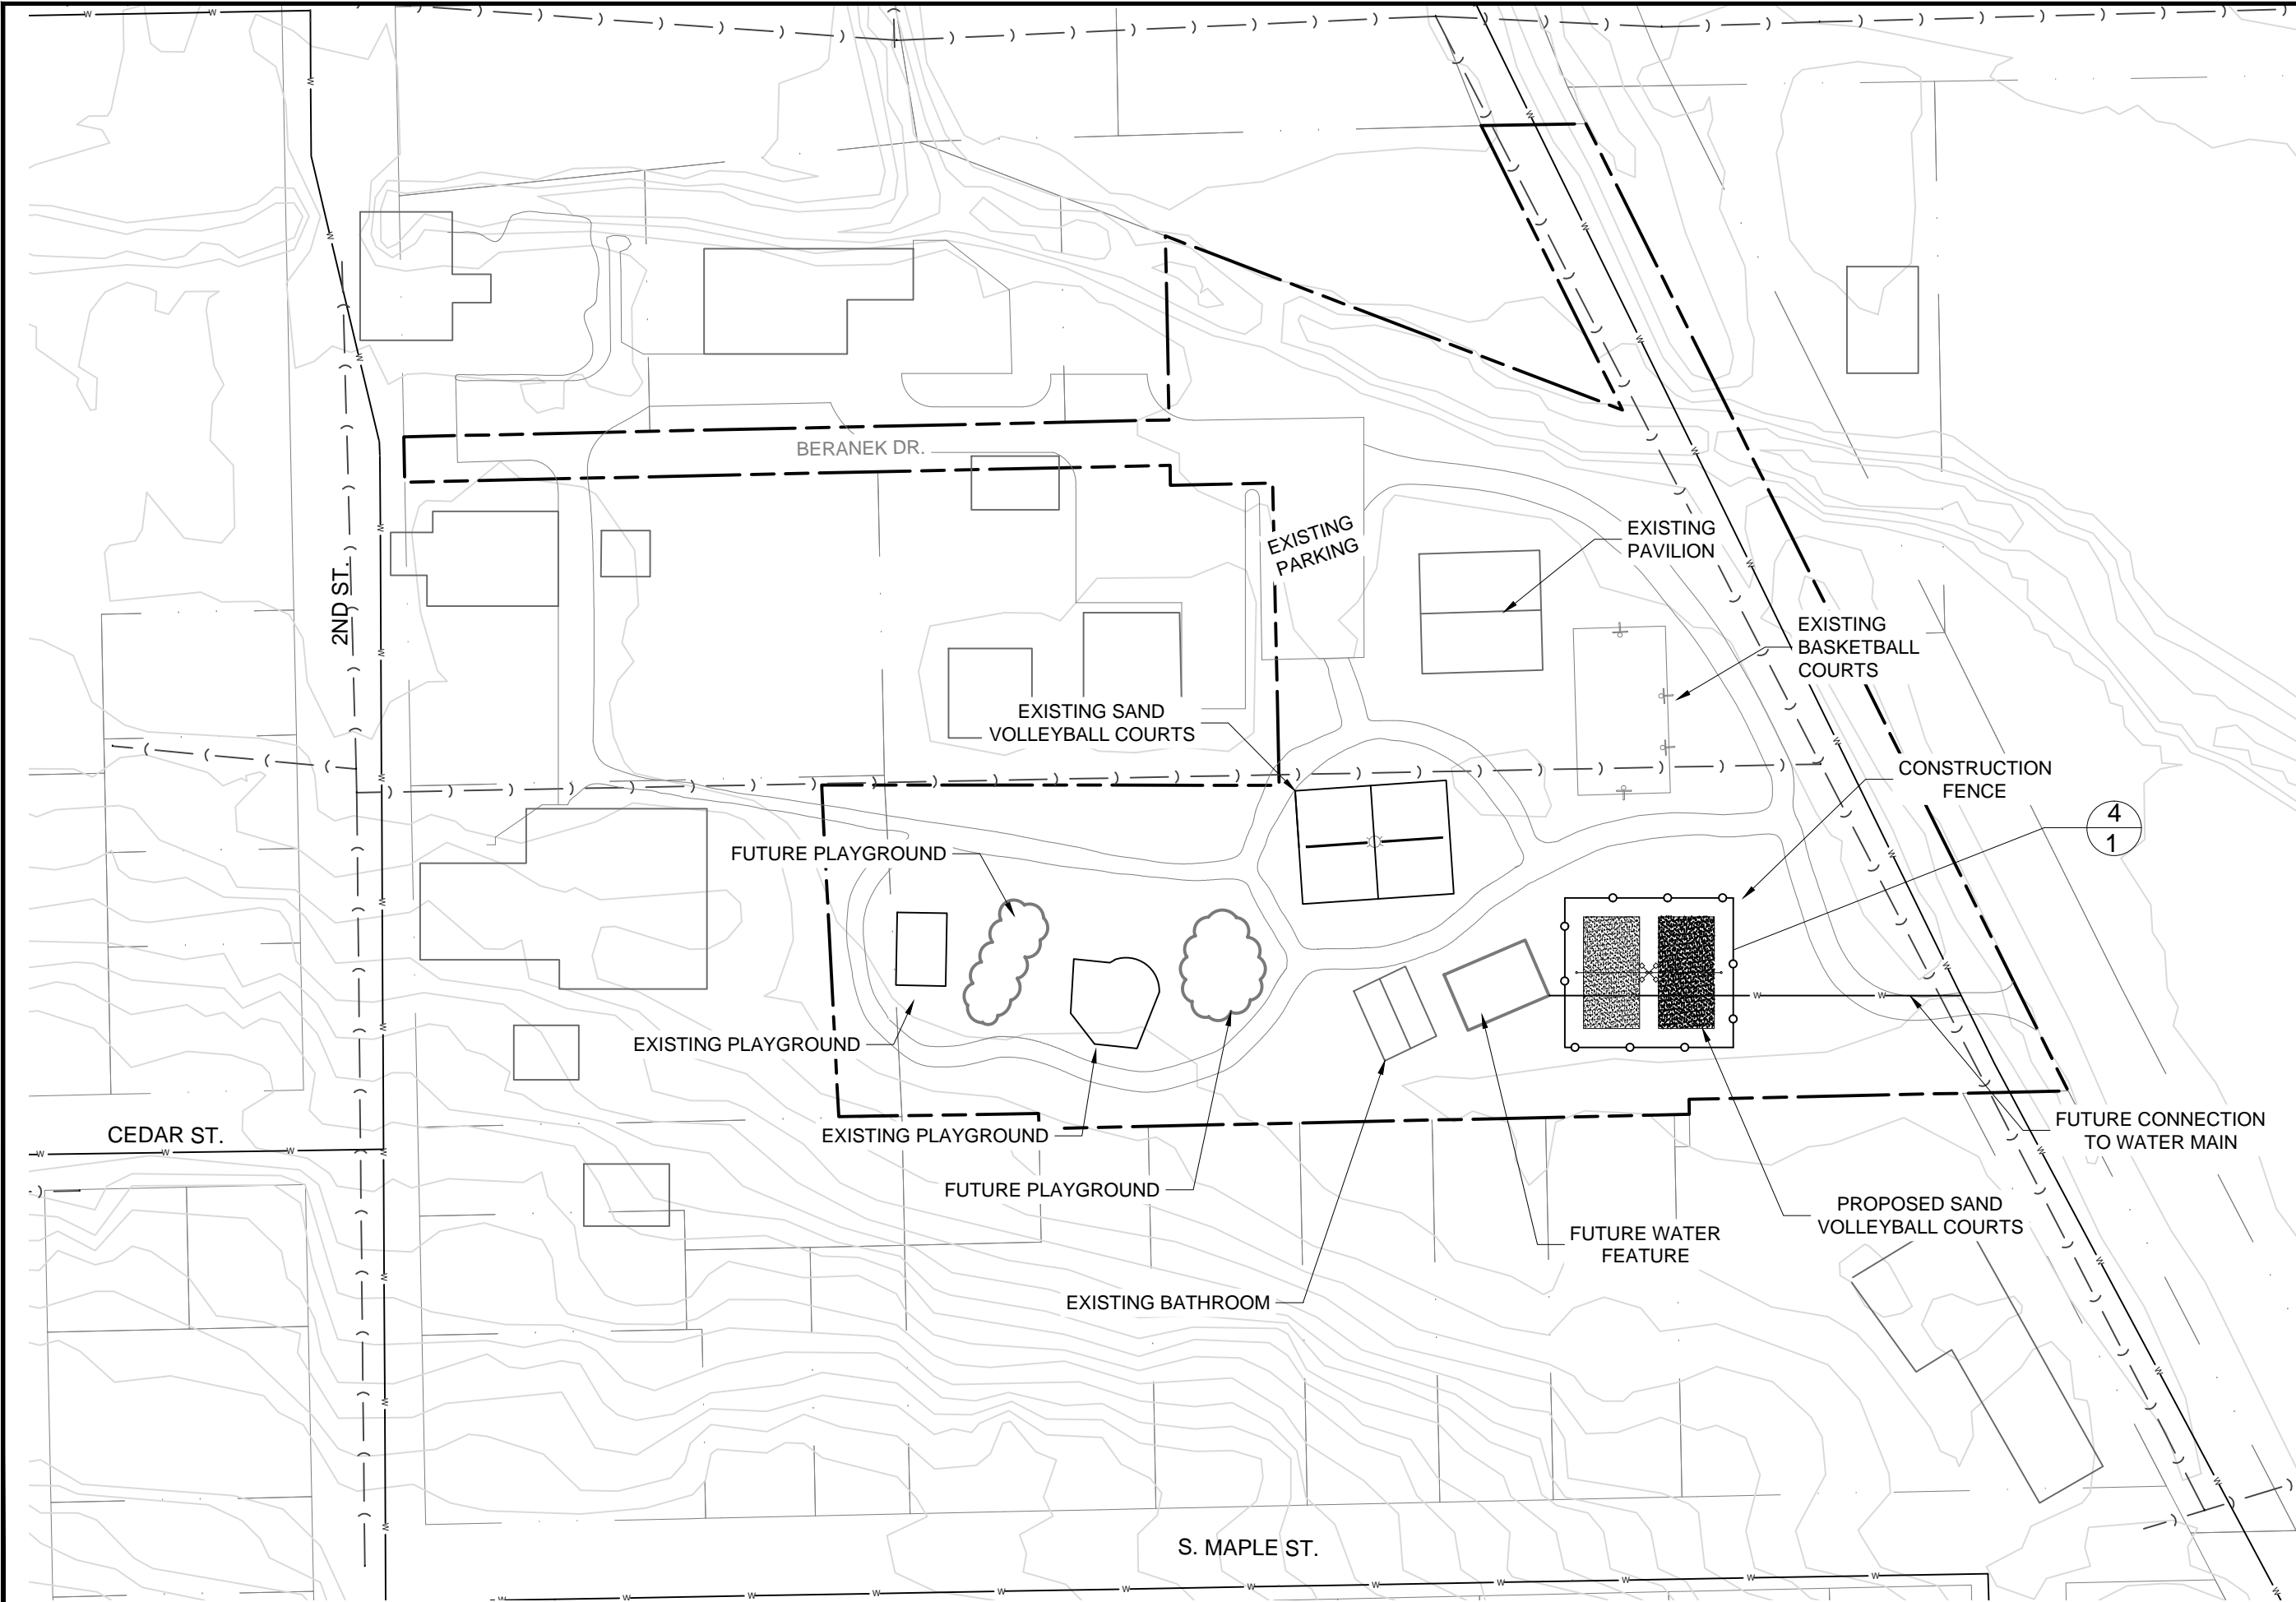 BERANEK DR.
EXISTING
PARKING
EXISTING
PAVILION
2ND ST.
EXISTING
BASKETBALL
COURTS
EXISTING SAND
VOLLEYBALL COURTS
CONSTRUCTION
FENCE
4
1
FUTURE PLAYGROUND
EXISTING PLAYGROUND
CEDAR ST.
EXISTING PLAYGROUND
FUTURE CONNECTION
TO WATER MAIN
FUTURE PLAYGROUND
PROPOSED SAND
VOLLEYBALL COURTS
FUTURE WATER
FEATURE
EXISTING BATHROOM
S. MAPLE ST.